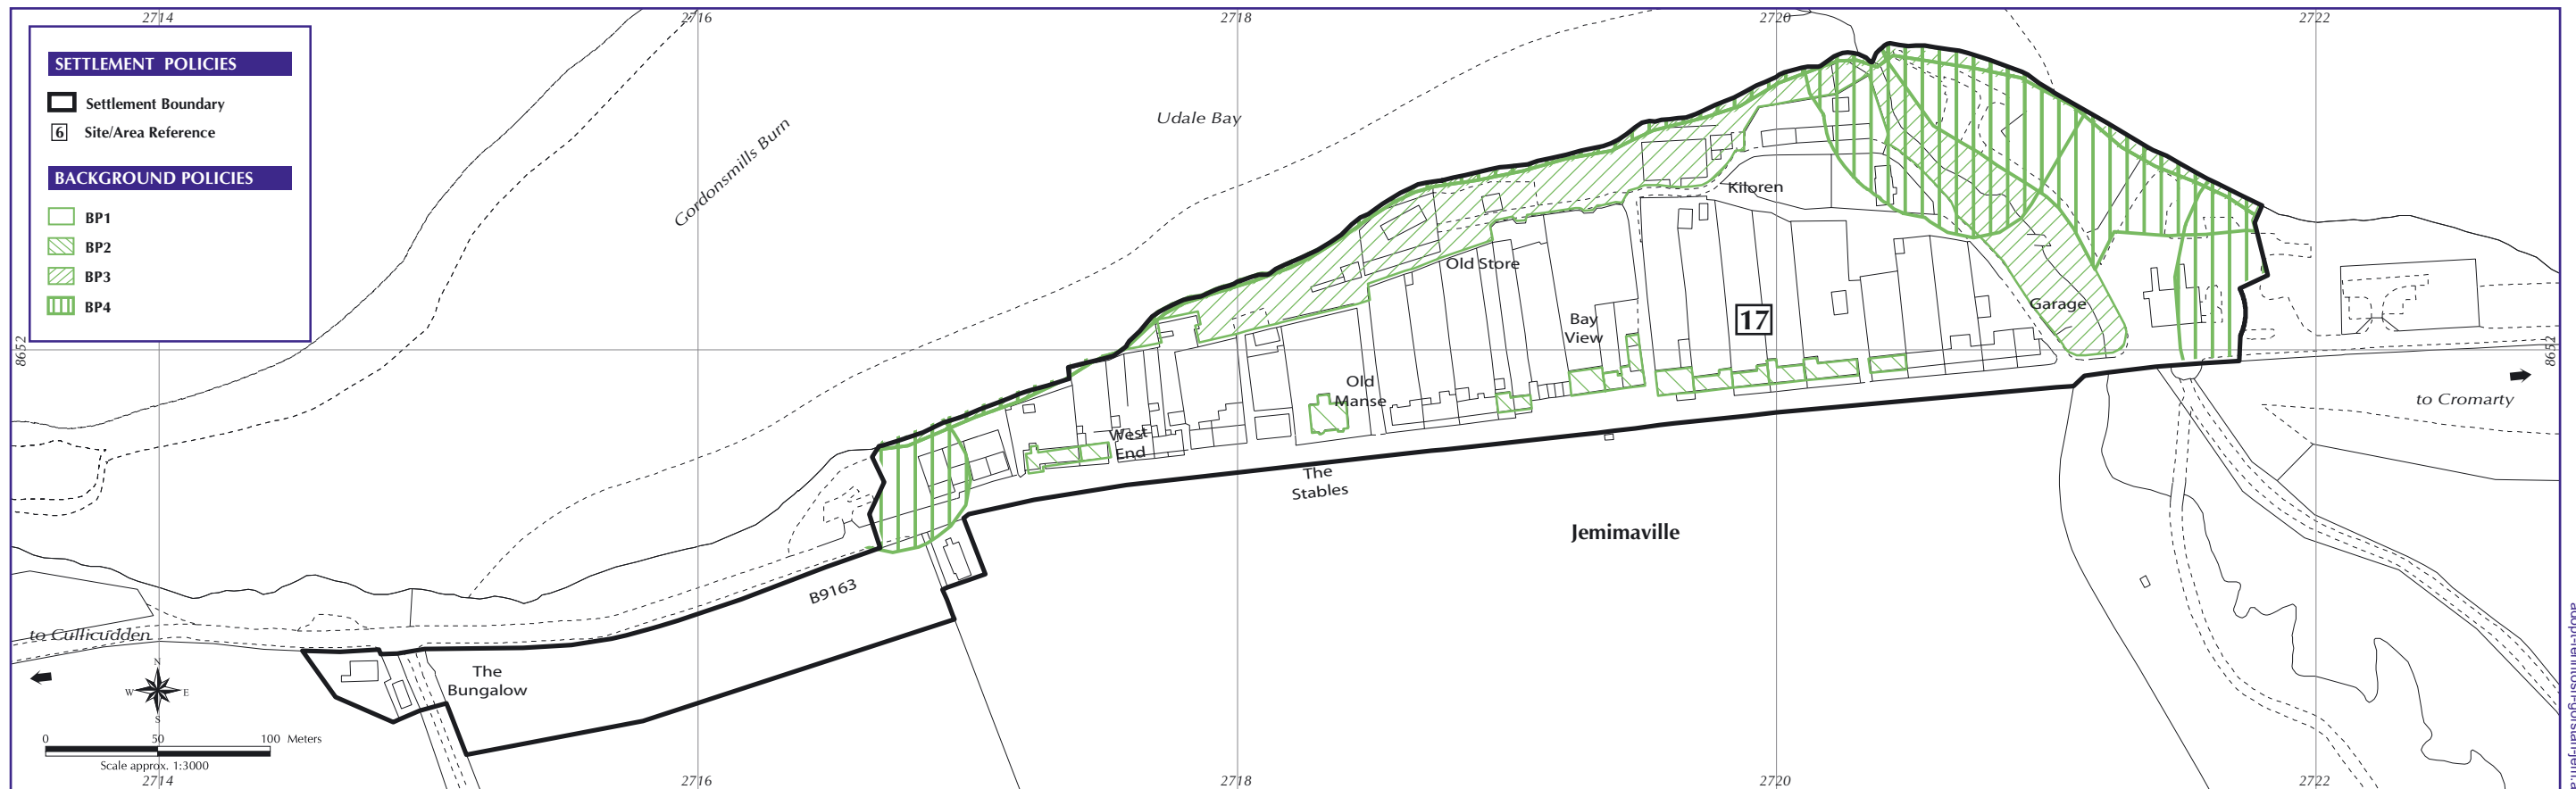 2714
2716
2718
2720
2722
SETTLEMENT POLICIES
Settlement Boundary
6 Site/Area Reference
BACKGROUND POLICIES
BP1
BP2
BP3
BP4
8652
8652
Gordonsmills Burn
Udale Bay
Kiloren
Old Store
Garage
Bay
View
17
Old
Manse
West
End
The
Stables
to Cromarty
Jemimaville
B9163
to Cullicudden
The
Bungalow
N
W
E
S
0 50 100 Meters
Scale approx. 1:3000
2714
2716
2718
2720
2722